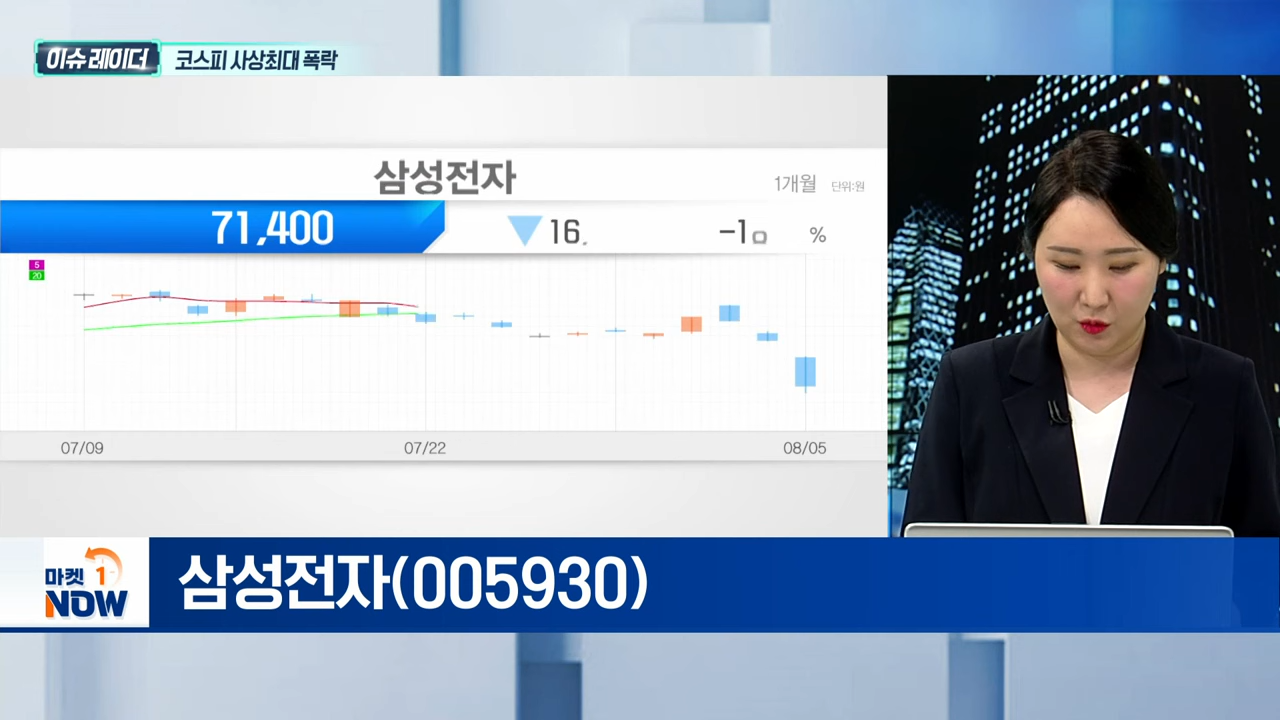 이슈 레이더 코스피 사상최대 폭락
삼성전자
1개월 단위:원
71,400 ▼ 16, -1 %
5
20
07/09 07/22 08/05
마켓 1
NOW
삼성전자(005930)